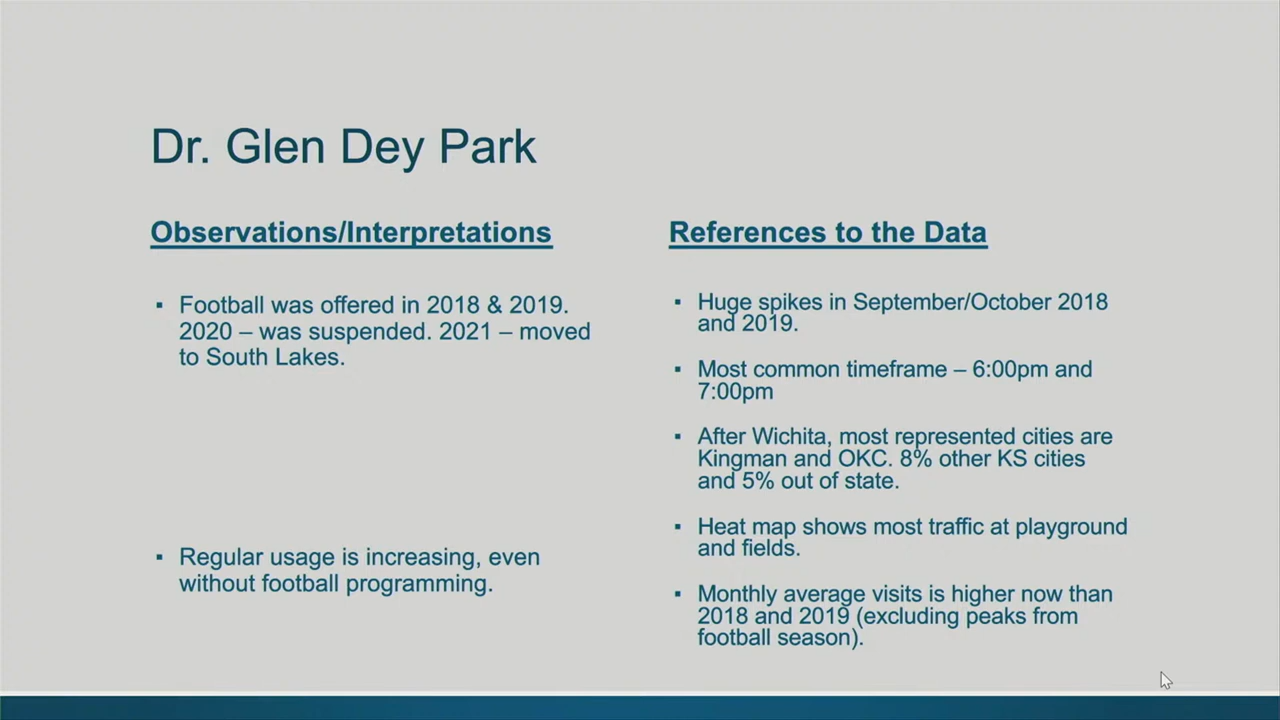 Dr. Glen Dey Park
Observations/Interpretations
▪ Football was offered in 2018 & 2019.
2020 – was suspended. 2021 – moved
to South Lakes.
▪ Regular usage is increasing, even
without football programming.
References to the Data
▪ Huge spikes in September/October 2018
and 2019.
▪ Most common timeframe – 6:00pm and
7:00pm
▪ After Wichita, most represented cities are
Kingman and OKC. 8% other KS cities
and 5% out of state.
▪ Heat map shows most traffic at playground
and fields.
▪ Monthly average visits is higher now than
2018 and 2019 (excluding peaks from
football season).